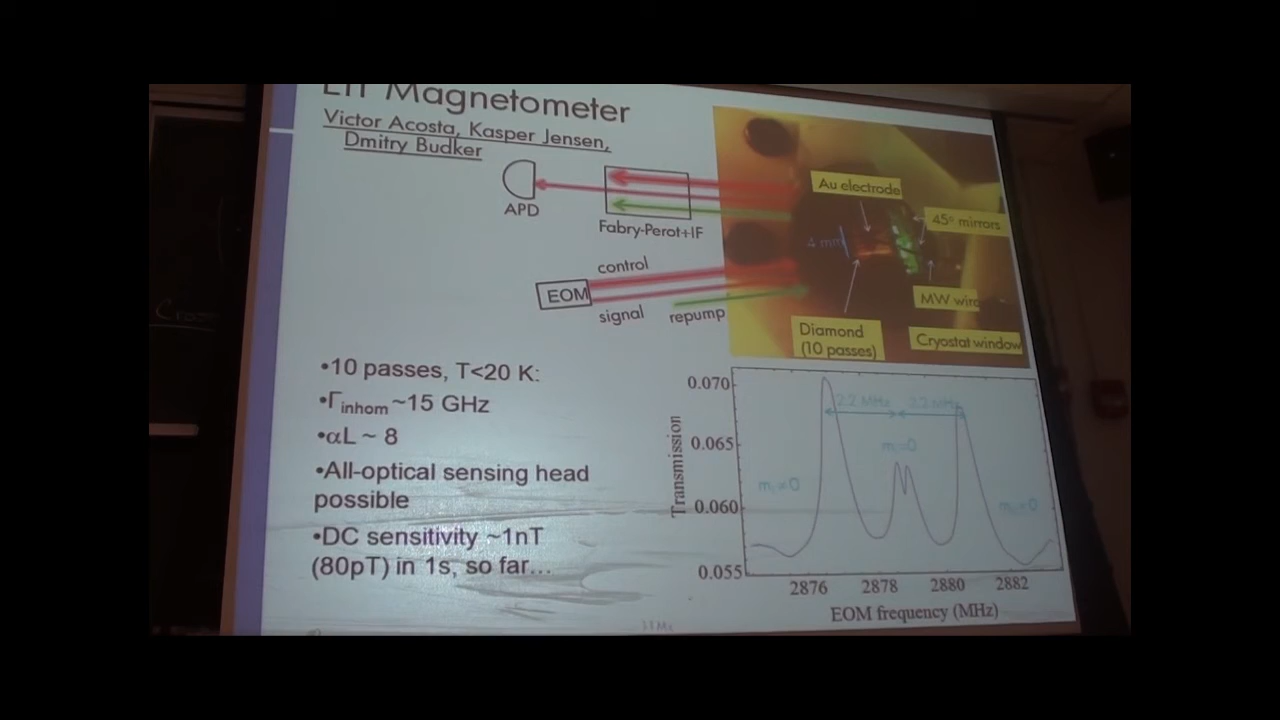 EIT Magnetometer
Victor Acosta, Kasper Jensen,
Dmitry Budker
APD
Fabry-Perot+IF
control
EOM
signal
repump
Au electrode
45° mirrors
4 mm
MW wire
Diamond
(10 passes)
Cryostat window
•10 passes, T<20 K:
•Γinhom~15 GHz
•αL ~ 8
•All-optical sensing head
possible
•DC sensitivity ~1nT
(80pT) in 1s, so far...
Transmission
0.070
0.065
0.060
0.055
2.2 MHz
2.2 MHz
mI=0
mI≠0
mI≠0
2876 2878 2880 2882
EOM frequency (MHz)